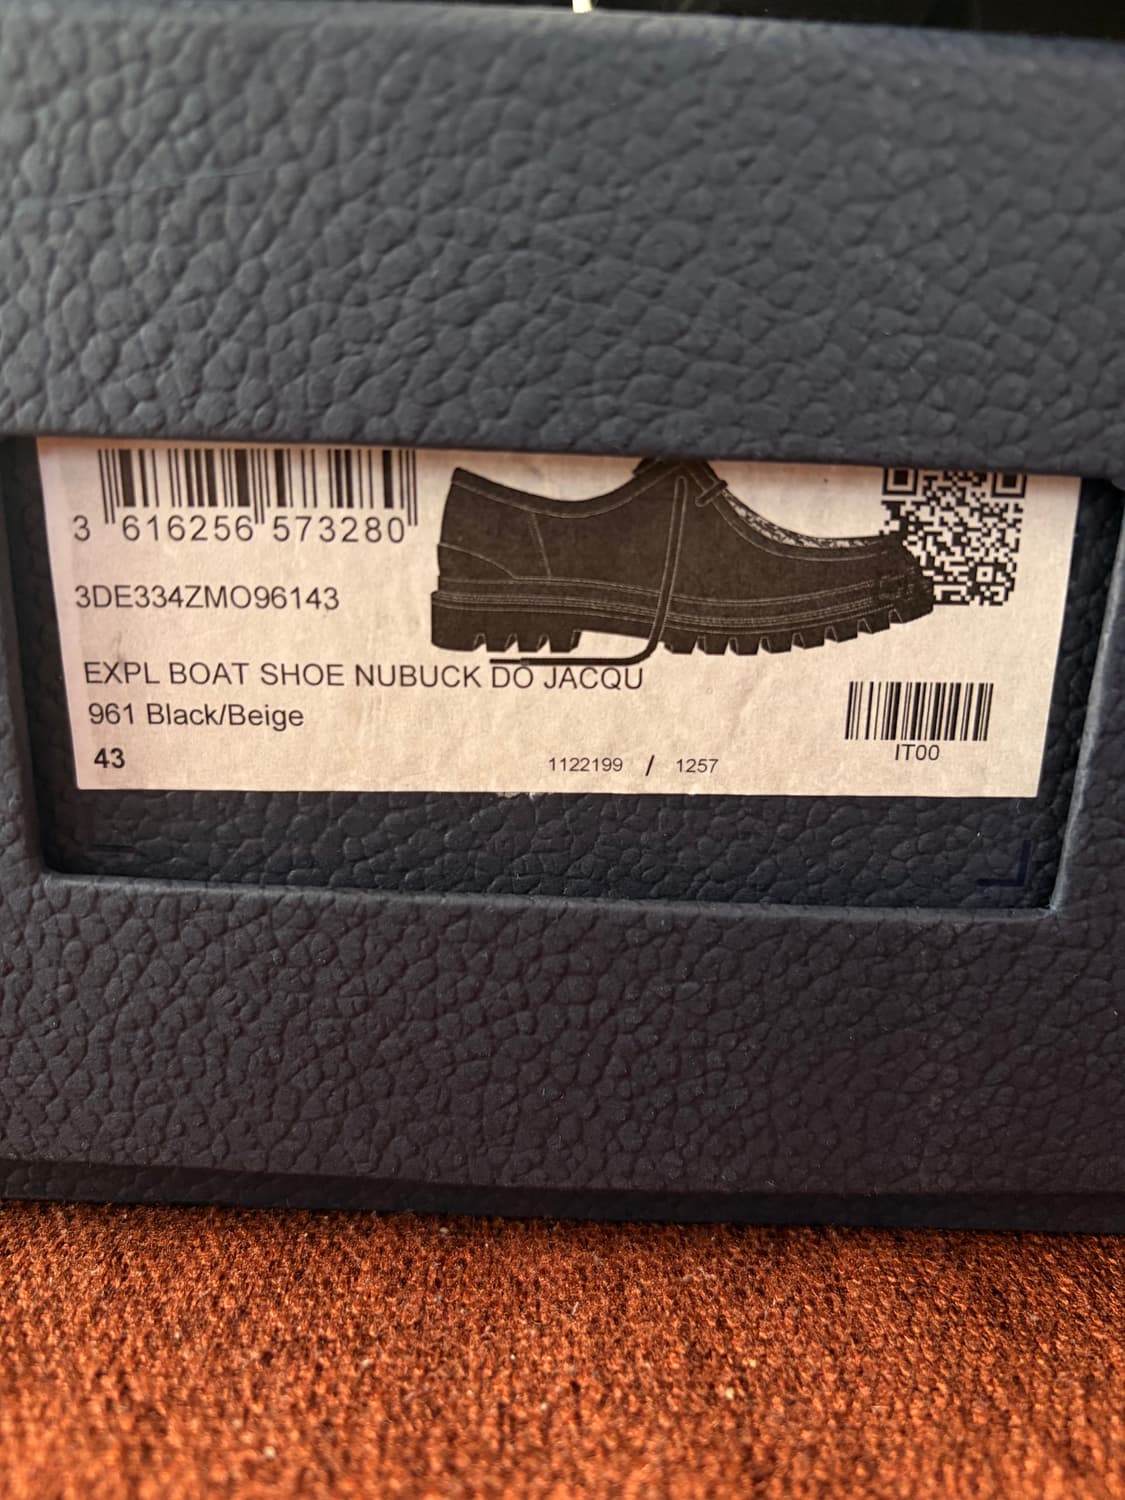 3 616256 573280
3DE334ZMO96143
EXPL BOAT SHOE NUBUCK DO JACQU
961 Black/Beige
43
1122199 / 1257
IT00